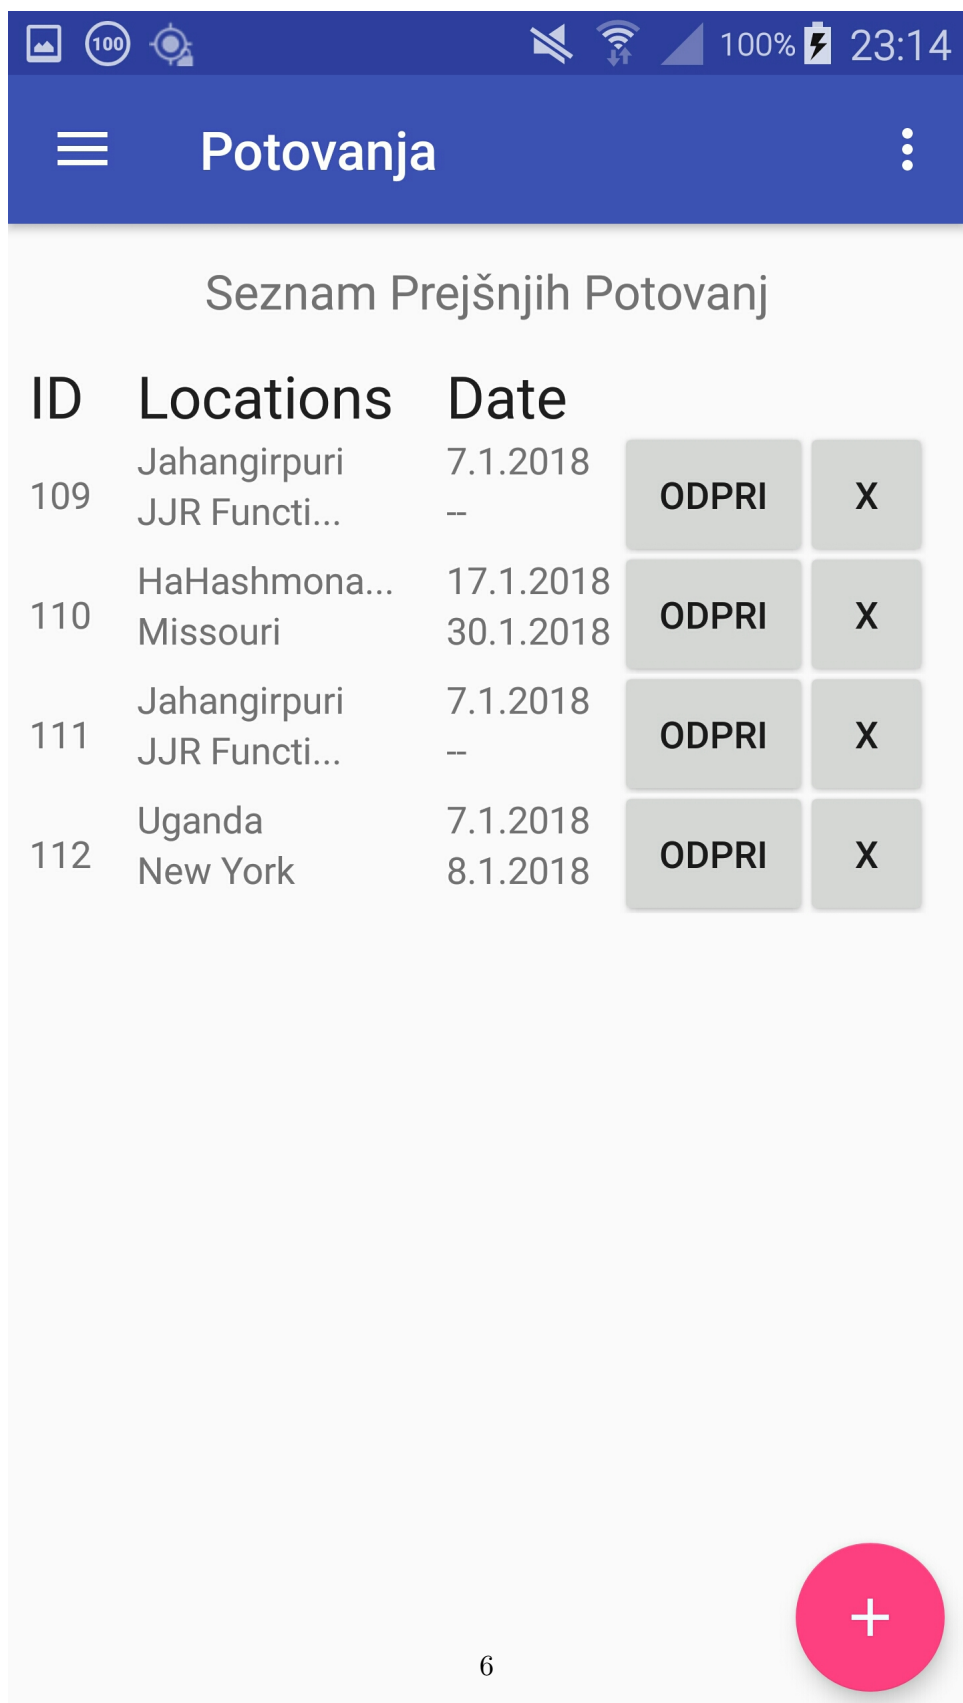 100 100% 23:14
Potovanja
Seznam Prejšnjih Potovanj
ID Locations Date
109 Jahangirpuri 7.1.2018 ODPRI X
JJR Functi... --
110 HaHashmona... 17.1.2018 ODPRI X
Missouri 30.1.2018
111 Jahangirpuri 7.1.2018 ODPRI X
JJR Functi... --
112 Uganda 7.1.2018 ODPRI X
New York 8.1.2018
+
6